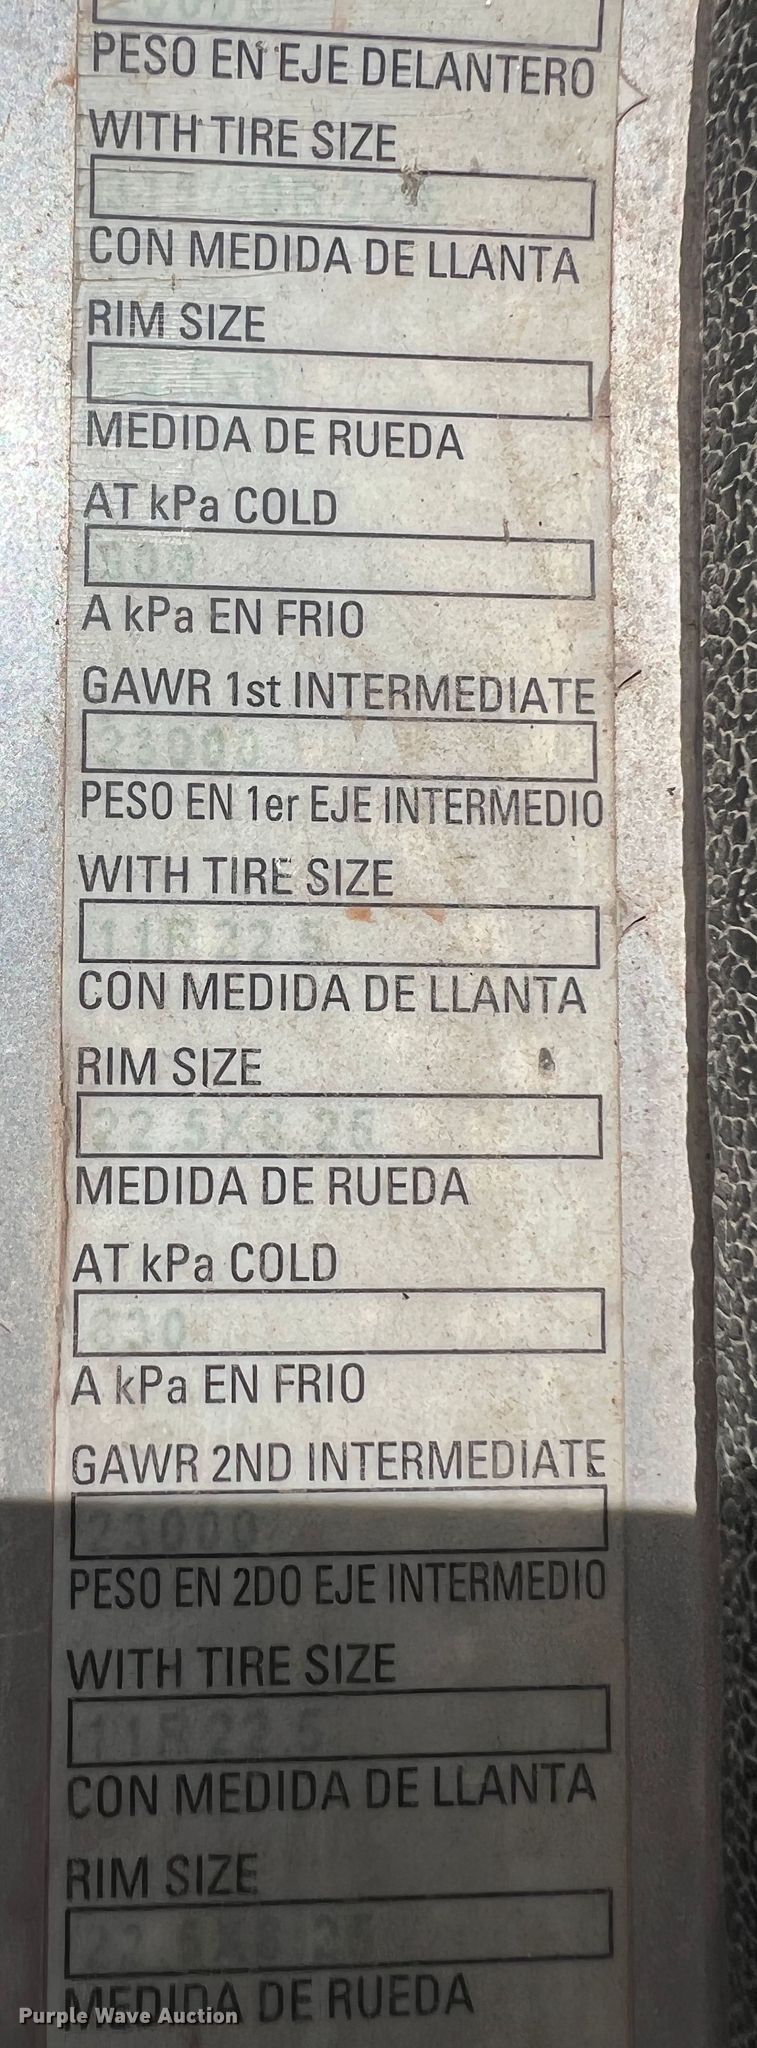 PESO EN EJE DELANTERO
WITH TIRE SIZE
CON MEDIDA DE LLANTA
RIM SIZE
MEDIDA DE RUEDA
AT kPa COLD
A kPa EN FRIO
GAWR 1st INTERMEDIATE
23000
PESO EN 1er EJE INTERMEDIO
WITH TIRE SIZE
11R22.5
CON MEDIDA DE LLANTA
RIM SIZE
22.5X8.25
MEDIDA DE RUEDA
AT kPa COLD
830
A kPa EN FRIO
GAWR 2ND INTERMEDIATE
23000
PESO EN 2DO EJE INTERMEDIO
WITH TIRE SIZE
11R22.5
CON MEDIDA DE LLANTA
RIM SIZE
22.5X8.25
MEDIDA DE RUEDA
Purple Wave Auction